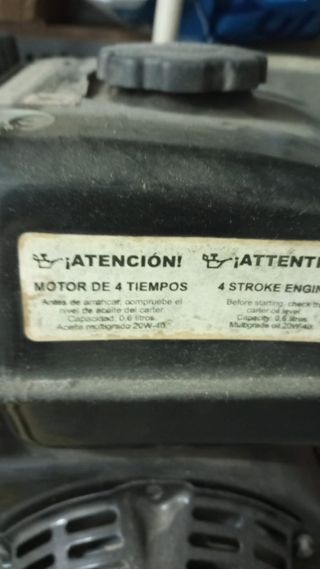 ¡ATENCIÓN!
MOTOR DE 4 TIEMPOS
Antes de arrancar, compruebe el
nivel de aceite del carter.
Capacidad: 0,6 litros.
Aceite multigrado 20W-40.
¡ATTENTI
4 STROKE ENGIN
Before starting, check th
carter oil level.
Capacity: 0,6 litros.
Multigrade oil 20W-40.